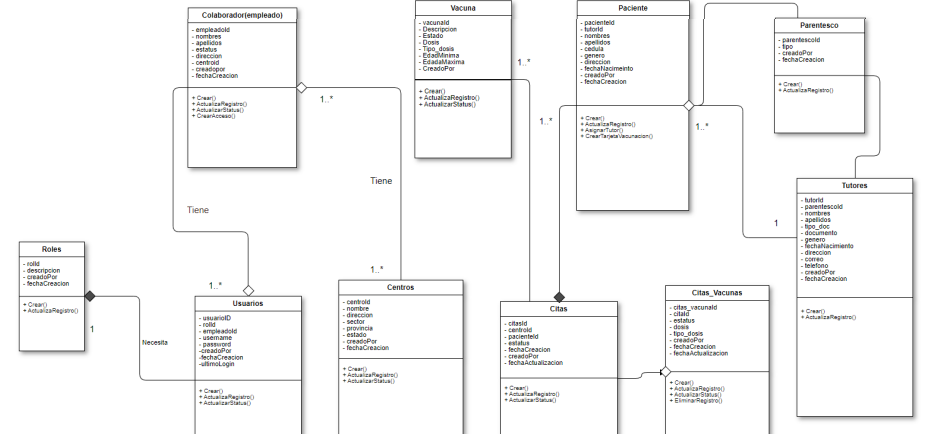 Colaborador(empleado)
- empleadoId
- nombres
- apellidos
- estatus
- direccion
- centroid
- creadopor
- fechaCreacion
+ Crear()
+ ActualizaRegistro()
+ ActualizarStatus()
+ CrearAcceso()
1..*
Tiene
Tiene
Vacuna
- vacunaId
- Descripcion
- Estado
- Dosis
- Tipo_dosis
- EdadMinima
- EdadMaxima
- CreadoPor
+ Crear()
+ ActualizaRegistro()
+ ActualizarStatus()
1..*
Paciente
- pacienteId
- tutorId
- nombres
- apellidos
- cedula
- genero
- direccion
- fechaNacimeinto
- creadoPor
- fechaCreacion
+ Crear()
+ ActualizaRegistro()
+ AsignarTutor()
+ CrearTarjetaVacunacion()
1..*
1..*
Parentesco
- parentescoId
- tipo
- creadoPor
- fechaCreacion
+ Crear()
+ ActualizaRegistro()
Tutores
- tutorId
- parentescoId
- nombres
- apellidos
- tipo_doc
- documento
- genero
- fechaNacimiento
- direccion
- correo
- telefono
- creadoPor
- fechaCreacion
+ Crear()
+ ActualizaRegistro()
1
Roles
- rolId
- descripcion
- creadoPor
- fechaCreacion
+ Crear()
+ ActualizaRegistro()
1
Necesita
1..*
Usuarios
- usuarioID
- rolId
- empleadoId
- username
- password
-creadoPor
-fechaCreacion
-ultimoLogin
+ Crear()
+ ActualizaRegistro()
+ ActualizarStatus()
1..*
Centros
- centroId
- nombre
- direccion
- sector
- provincia
- estado
- creadoPor
- fechaCreacion
+ Crear()
+ ActualizaRegistro()
+ ActualizarStatus()
Citas
- citasId
- centroId
- pacienteId
- estatus
- fechaCreacion
- creadoPor
- fechaActualizacion
+ Crear()
+ ActualizaRegistro()
+ ActualizarStatus()
Citas_Vacunas
- citas_vacunaId
- citaId
- estatus
- dosis
- tipo_dosis
- creadoPor
- fechaCreacion
- fechaActualizacion
+ Crear()
+ ActualizaRegistro()
+ ActualizarStatus()
+ EliminarRegistro()